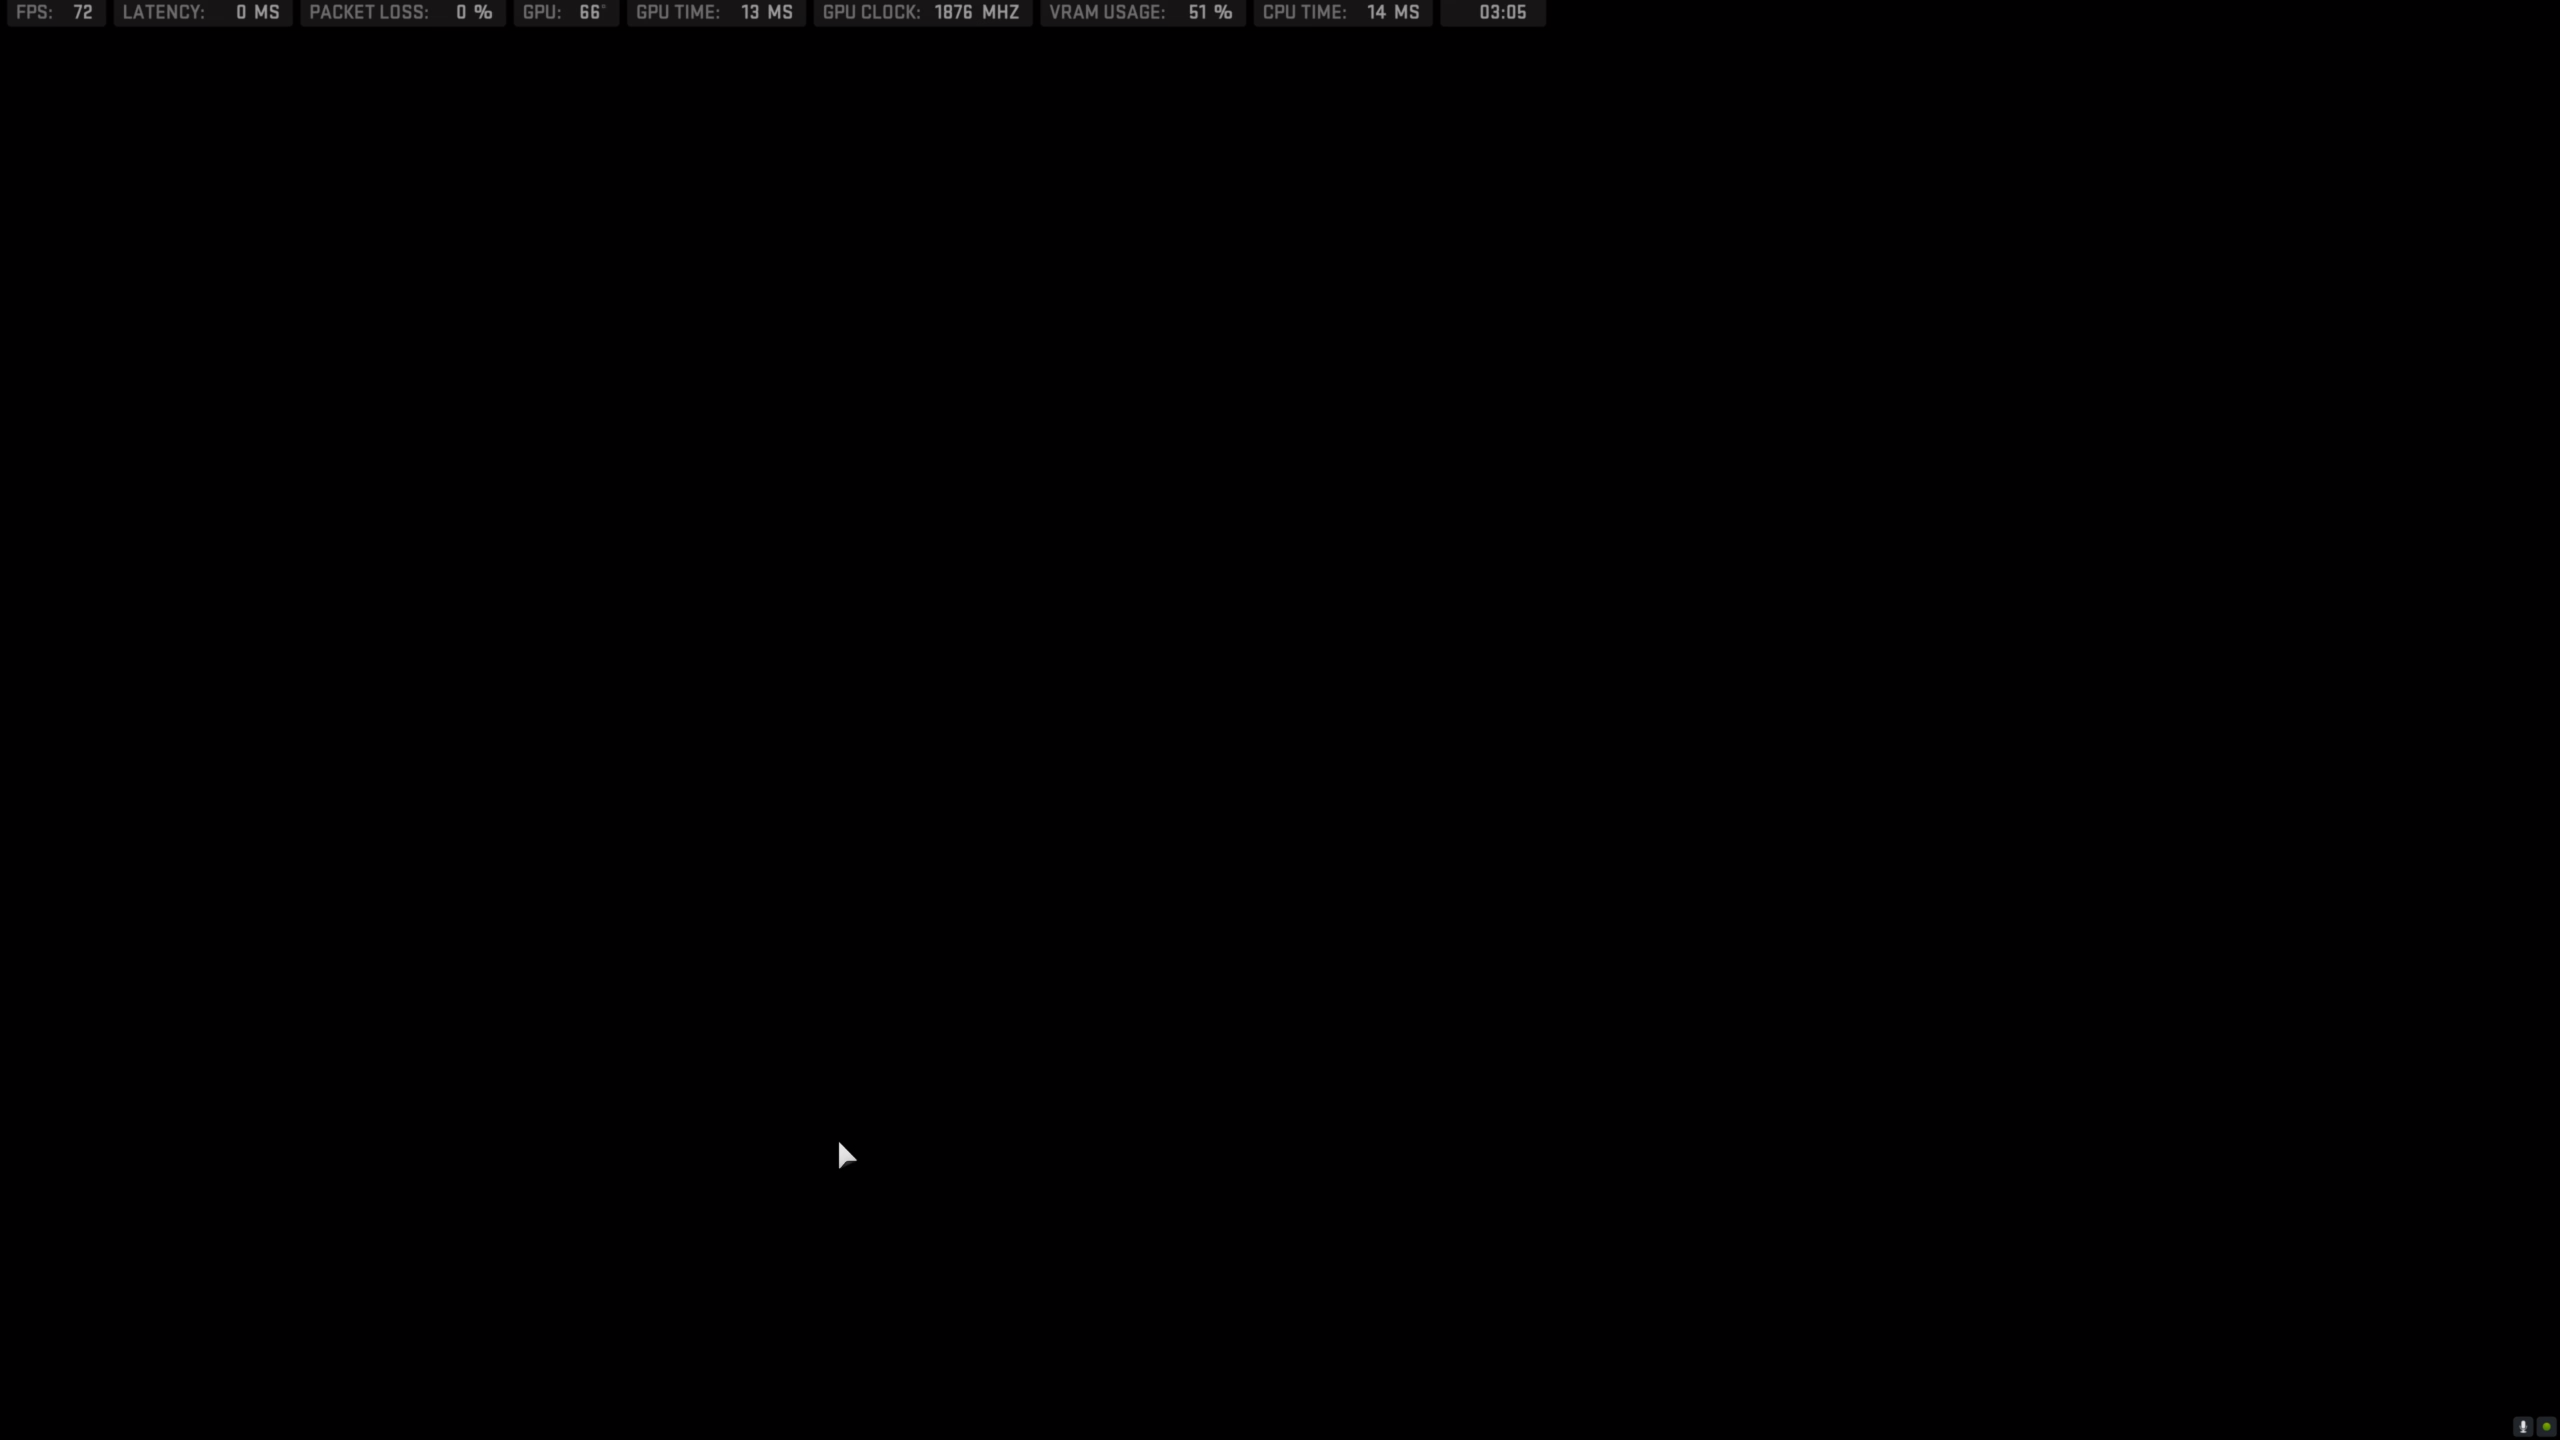 FPS: 72 LATENCY: 0 MS PACKET LOSS: 0 % GPU: 66° GPU TIME: 13 MS GPU CLOCK: 1876 MHZ VRAM USAGE: 51 % CPU TIME: 14 MS 03:05